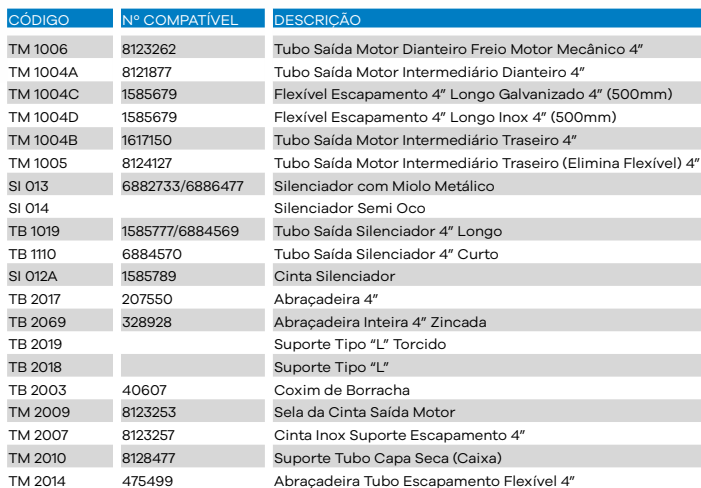 CÓDIGO Nº COMPATÍVEL DESCRIÇÃO
TM 1006 8123262 Tubo Saída Motor Dianteiro Freio Motor Mecânico 4”
TM 1004A 8121877 Tubo Saída Motor Intermediário Dianteiro 4”
TM 1004C 1585679 Flexível Escapamento 4” Longo Galvanizado 4” (500mm)
TM 1004D 1585679 Flexível Escapamento 4” Longo Inox 4” (500mm)
TM 1004B 1617150 Tubo Saída Motor Intermediário Traseiro 4”
TM 1005 8124127 Tubo Saída Motor Intermediário Traseiro (Elimina Flexível) 4”
SI 013 6882733/6886477 Silenciador com Miolo Metálico
SI 014 Silenciador Semi Oco
TB 1019 1585777/6884569 Tubo Saída Silenciador 4” Longo
TB 1110 6884570 Tubo Saída Silenciador 4” Curto
SI 012A 1585789 Cinta Silenciador
TB 2017 207550 Abraçadeira 4”
TB 2069 328928 Abraçadeira Inteira 4” Zincada
TB 2019 Suporte Tipo “L” Torcido
TB 2018 Suporte Tipo “L”
TB 2003 40607 Coxim de Borracha
TM 2009 8123253 Sela da Cinta Saída Motor
TM 2007 8123257 Cinta Inox Suporte Escapamento 4”
TM 2010 8128477 Suporte Tubo Capa Seca (Caixa)
TM 2014 475499 Abraçadeira Tubo Escapamento Flexível 4”